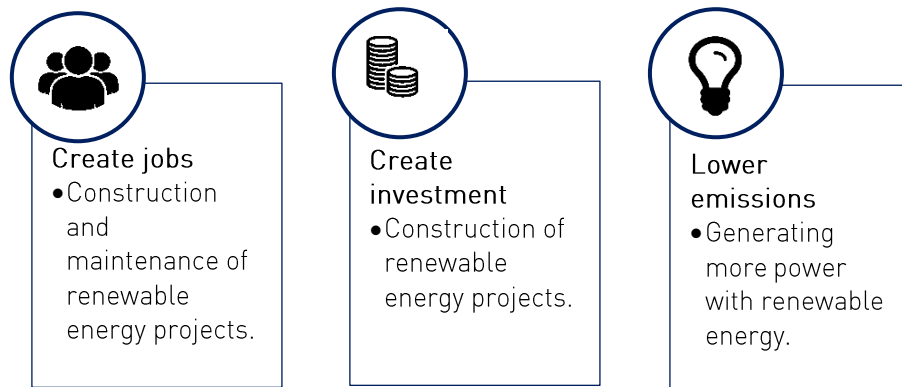 Create jobs
•Construction
and
maintenance of
renewable
energy projects.
Create
investment
•Construction of
renewable
energy projects.
Lower
emissions
•Generating
more power
with renewable
energy.